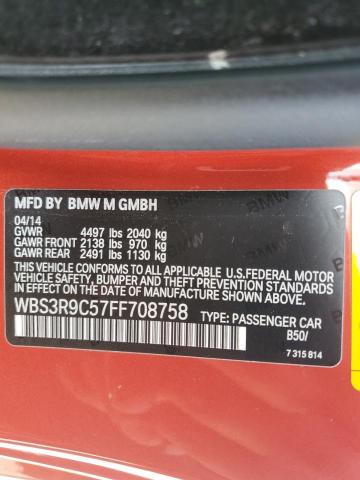 MFD BY BMW M GMBH
04/14
GVWR 4497 lbs 2040 kg
GAWR FRONT 2138 lbs 970 kg
GAWR REAR 2491 lbs 1130 kg
THIS VEHICLE CONFORMS TO ALL APPLICABLE U.S.FEDERAL MOTOR
VEHICLE SAFETY, BUMPER AND THEFT PREVENTION STANDARDS
IN EFFECT ON THE DATE OF MANUFACTURE SHOWN ABOVE.
WBS3R9C57FF708758 TYPE: PASSENGER CAR
B50/
7 315 814